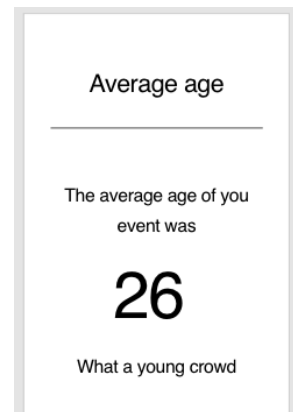 Average age
The average age of you
event was
26
What a young crowd